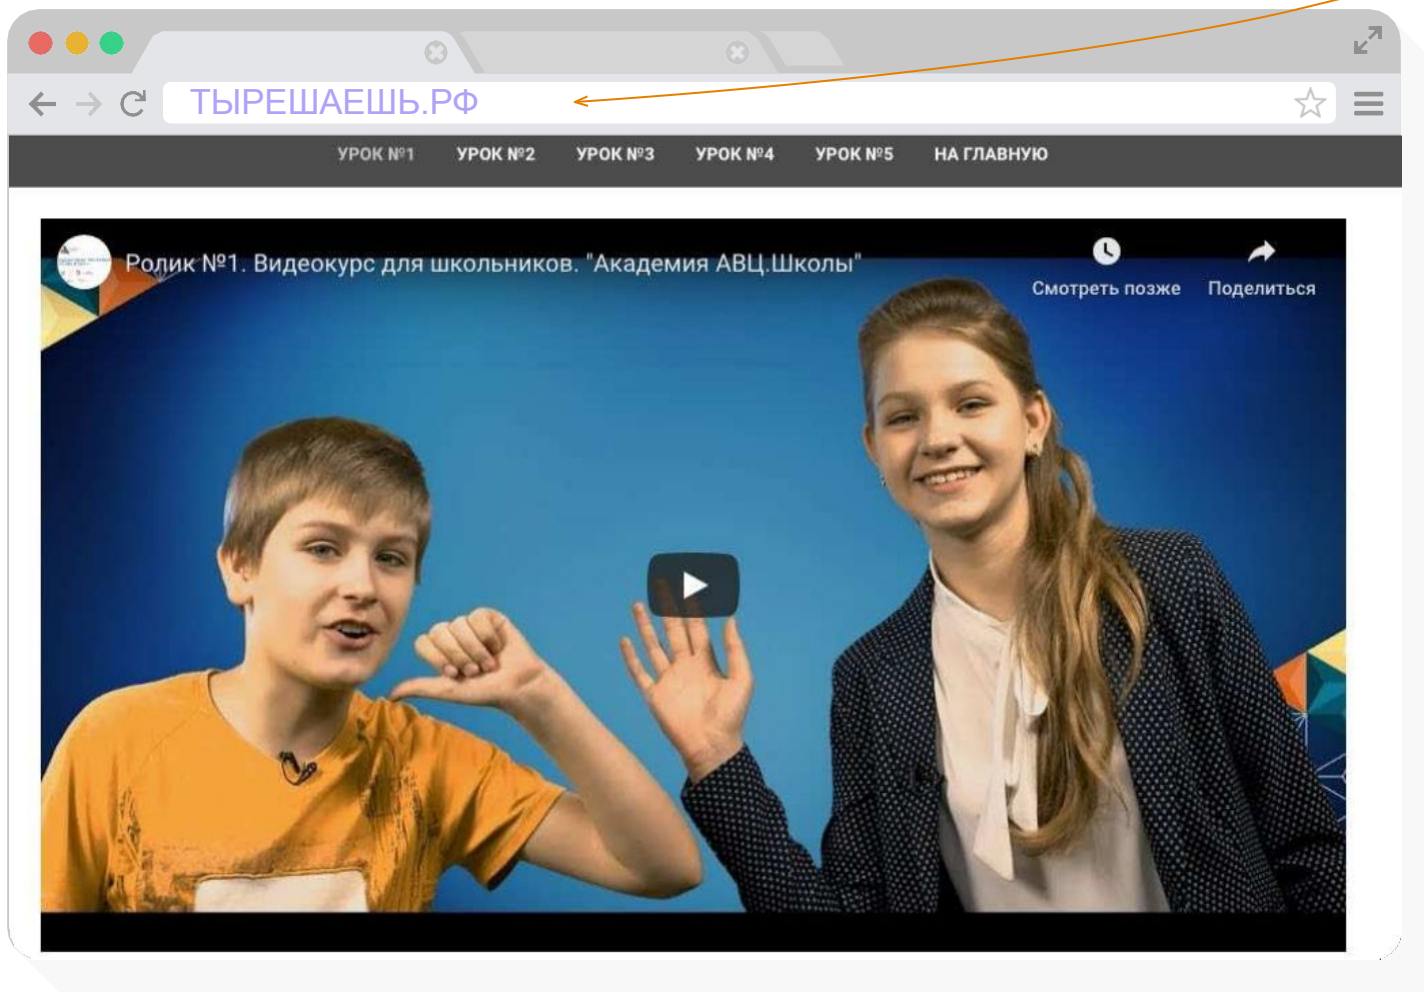 ТЫРЕШАЕШЬ.РФ
УРОК №1 УРОК №2 УРОК №3 УРОК №4 УРОК №5 НА ГЛАВНУЮ
Ролик №1. Видеокурс для школьников. "Академия АВЦ.Школы"
Смотреть позже Поделиться